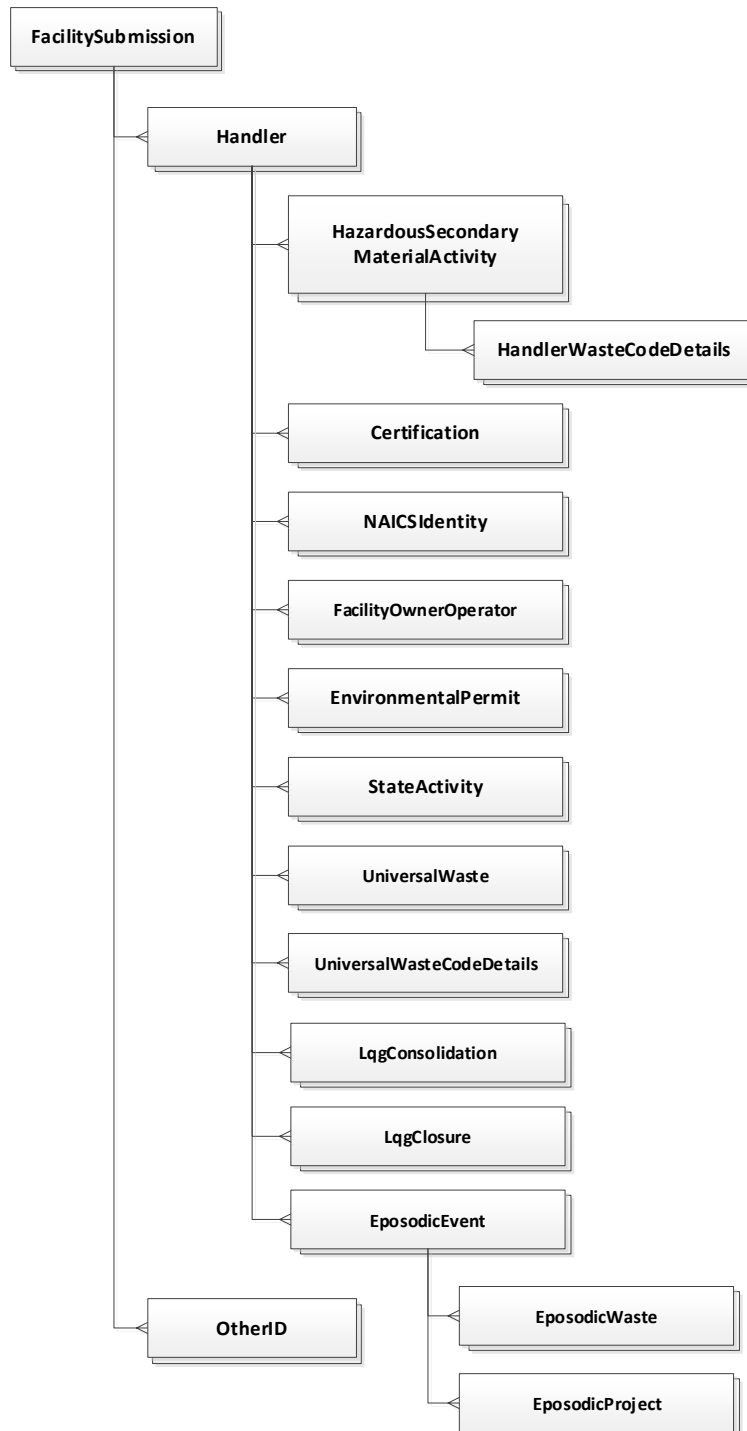 FacilitySubmission
Handler
HazardousSecondary
MaterialActivity
HandlerWasteCodeDetails
Certification
NAICSIdentity
FacilityOwnerOperator
EnvironmentalPermit
StateActivity
UniversalWaste
UniversalWasteCodeDetails
LqgConsolidation
LqgClosure
EposodicEvent
EposodicWaste
OtherID
EposodicProject